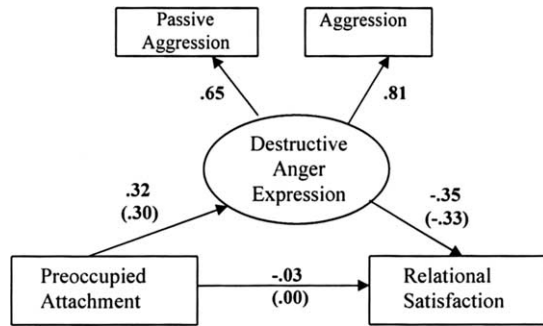 Passive
Aggression
Aggression
.65
.81
Destructive
Anger
Expression
.32
(.30)
-.35
(-.33)
Preoccupied
Attachment
-.03
(.00)
Relational
Satisfaction